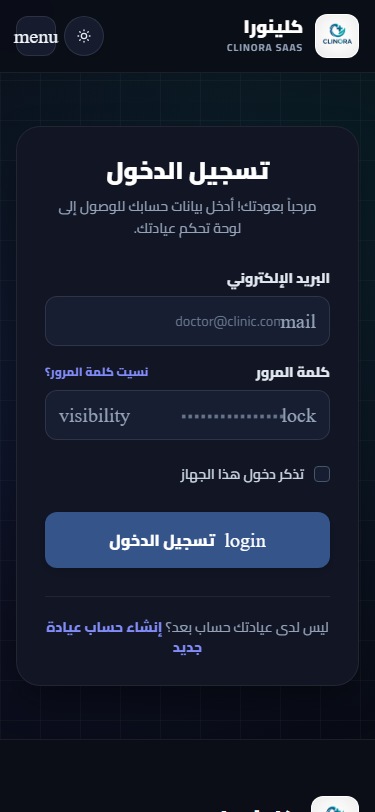 كلينورا
CLINORA SAAS
CLINORA
menu
تسجيل الدخول
مرحباً بعودتك! أدخل بيانات حسابك للوصول إلى
لوحة تحكم عيادتك.
البريد الإلكتروني
mail doctor@clinic.com
كلمة المرور
نسيت كلمة المرور؟
lock visibility
تذكر دخول هذا الجهاز
login تسجيل الدخول
ليس لدى عيادتك حساب بعد؟ إنشاء حساب عيادة
جديد